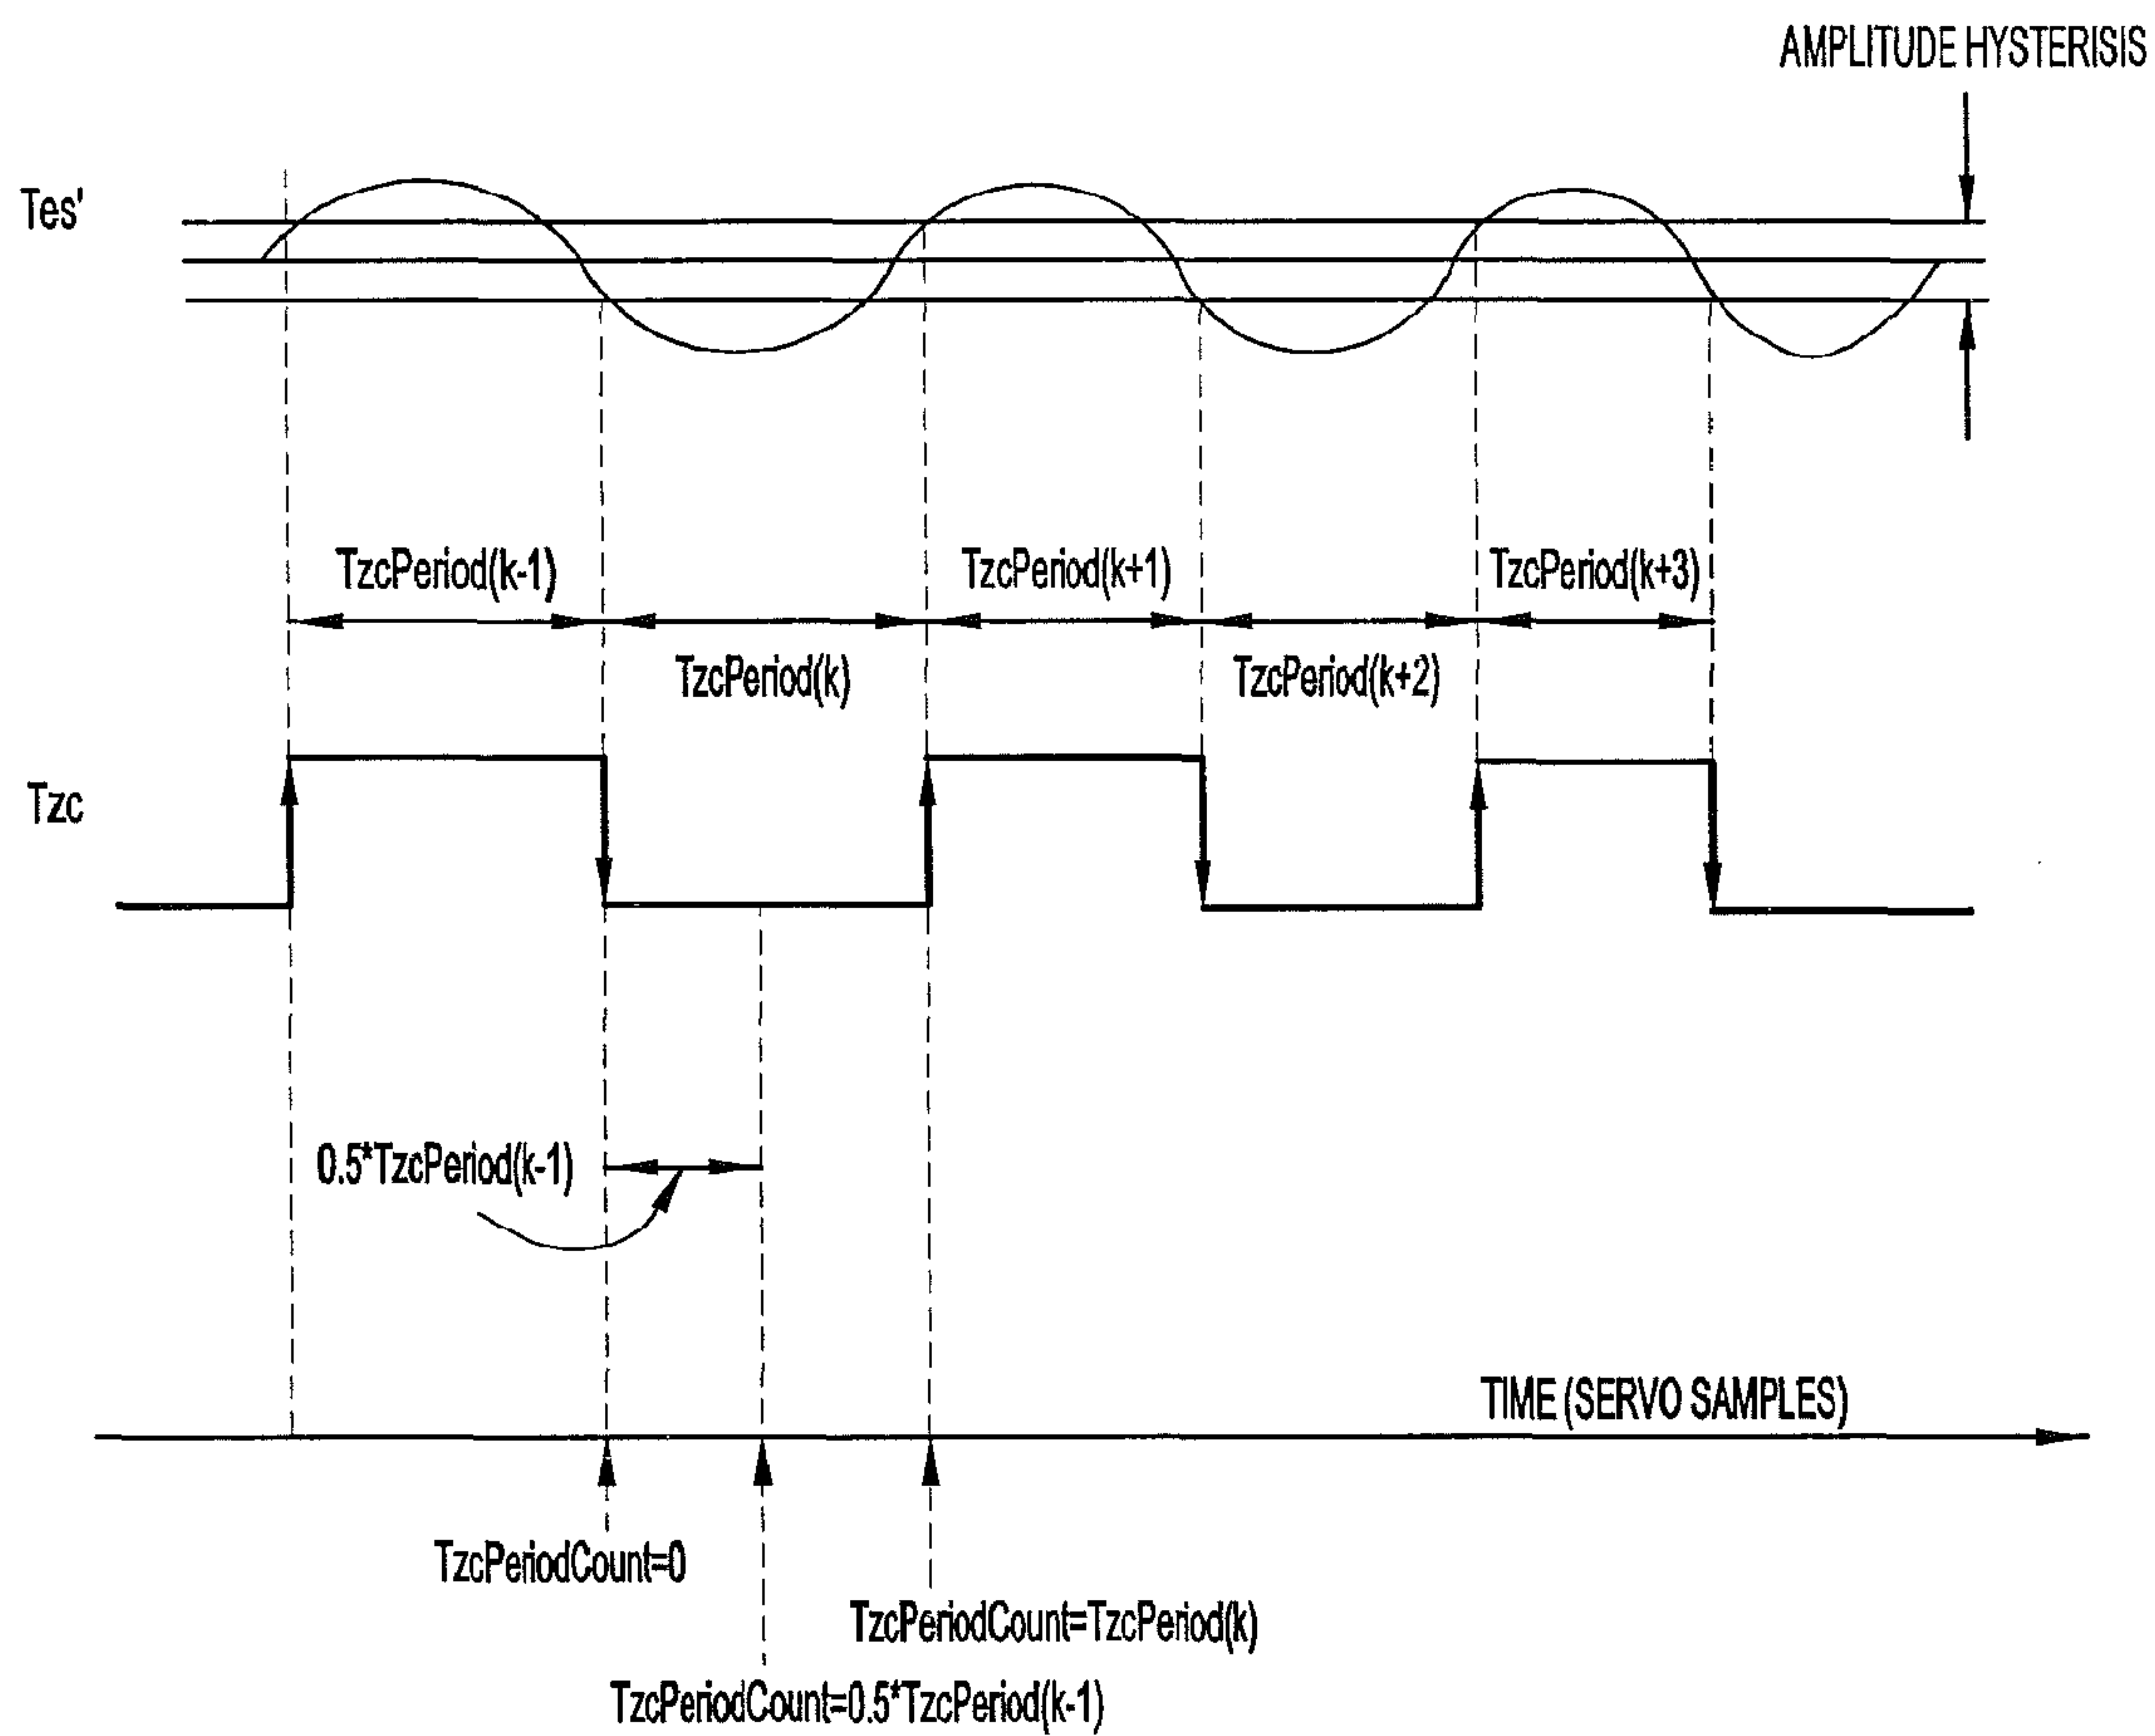 AMPLITUDE HYSTERISIS
Tes'
TzcPeriod(k-1)
TzcPeriod(k+1)
TzcPeriod(k+3)
TzcPeriod(k)
TzcPeriod(k+2)
Tzc
0.5*TzcPeriod(k-1)
TIME (SERVO SAMPLES)
TzcPeriodCount=0
TzcPeriodCount=TzcPeriod(k)
TzcPeriodCount=0.5*TzcPeriod(k-1)